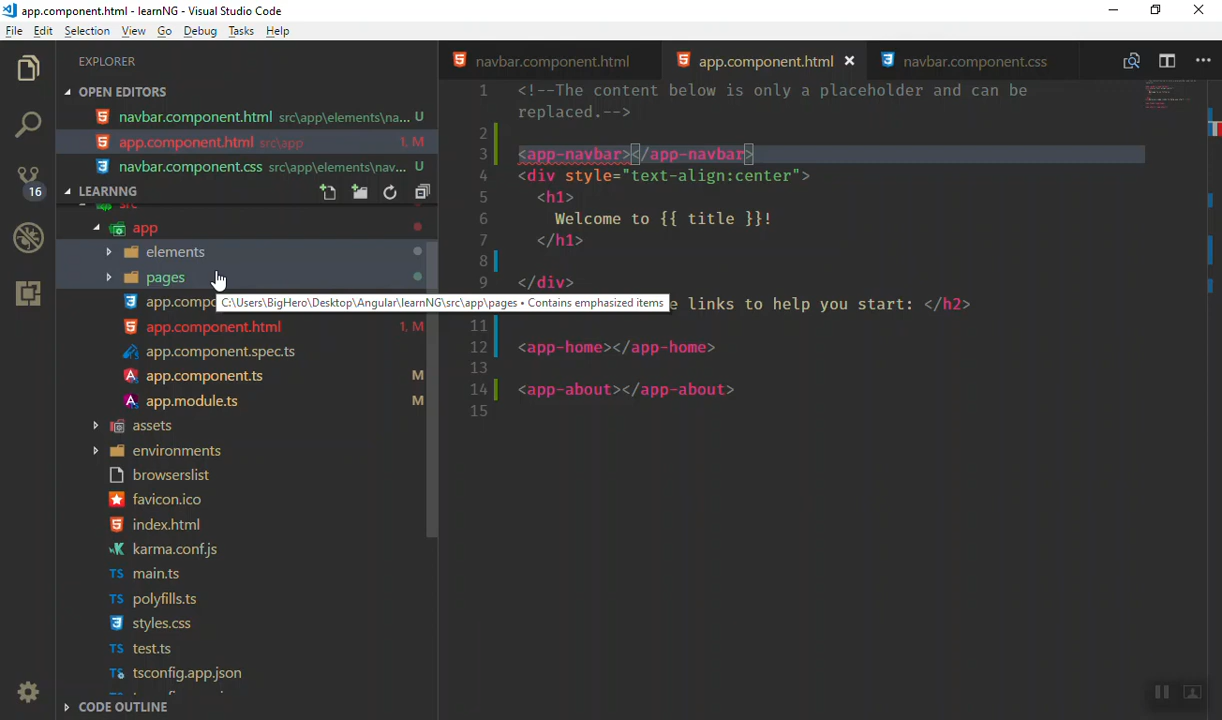 app.component.html - learnNG - Visual Studio Code
File Edit Selection View Go Debug Tasks Help
EXPLORER
OPEN EDITORS
navbar.component.html src\app\elements\na... U
app.component.html src\app 1, M
navbar.component.css src\app\elements\nav... U
16
LEARNNG
src
app
elements
pages
app.compo
app.component.html 1, M
app.component.spec.ts
app.component.ts M
app.module.ts M
assets
environments
browserslist
favicon.ico
index.html
karma.conf.js
TS main.ts
TS polyfills.ts
styles.css
TS test.ts
TS tsconfig.app.json
CODE OUTLINE
C:\Users\BigHero\Desktop\Angular\learnNG\src\app\pages • Contains emphasized items
navbar.component.html app.component.html navbar.component.css
1 <!--The content below is only a placeholder and can be
replaced.-->
2
3 <app-navbar></app-navbar>
4 <div style="text-align:center">
5 <h1>
6 Welcome to {{ title }}!
7 </h1>
8
9 </div>
e links to help you start: </h2>
11
12 <app-home></app-home>
13
14 <app-about></app-about>
15